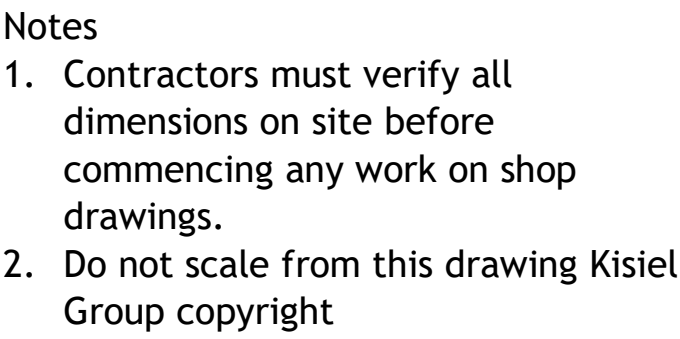 Notes
1. Contractors must verify all
dimensions on site before
commencing any work on shop
drawings.
2. Do not scale from this drawing Kisiel
Group copyright